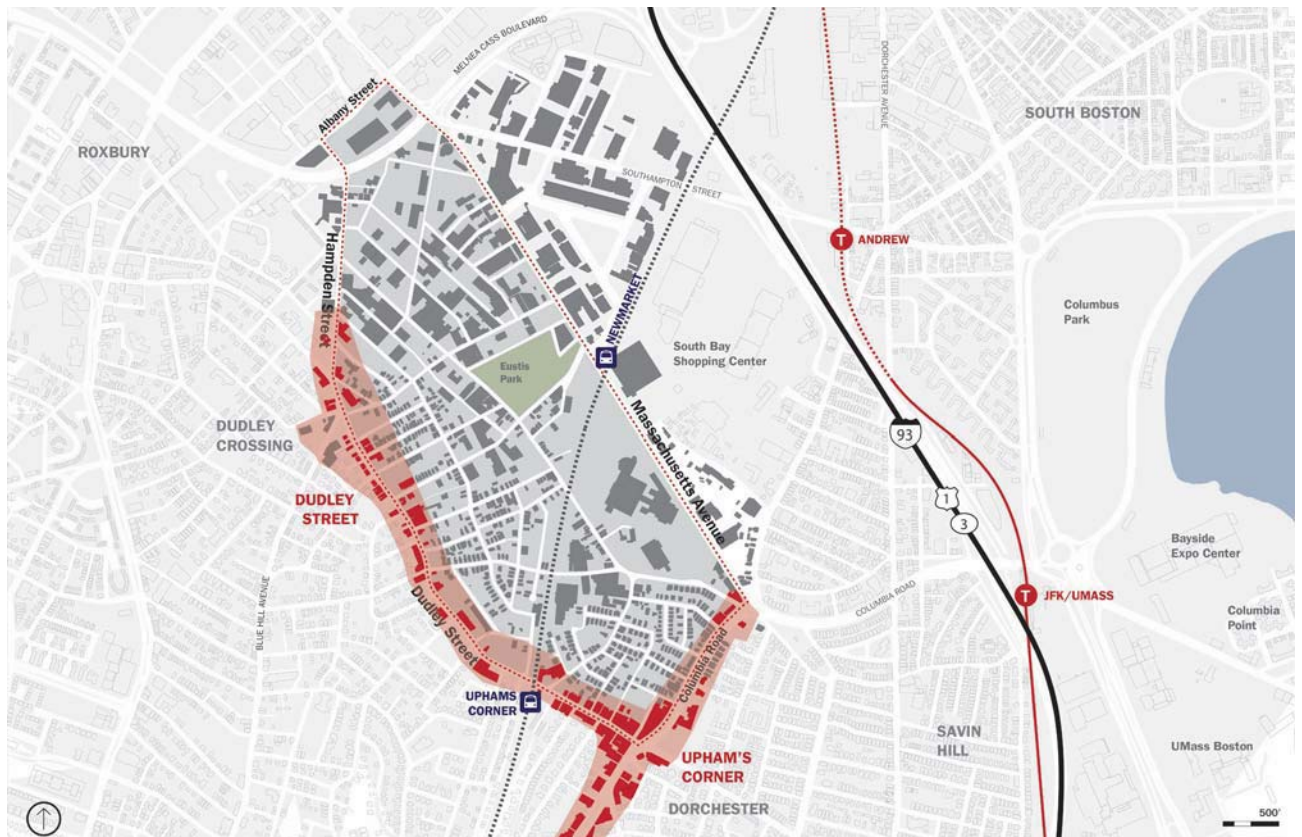 MELNEA CASS BOULEVARD
DORCHESTER AVENUE
Albany Street
SOUTH BOSTON
ROXBURY
SOUTHAMPTON STREET
T
ANDREW
Hampden Street
NEWMARKET
Columbus
Park
South Bay
Shopping Center
Eustis
Park
Massachusetts Avenue
DUDLEY
CROSSING
93
DUDLEY
STREET
1
3
Bayside
Expo Center
COLUMBIA ROAD
T
JFK/UMASS
Columbia
Point
BLUE HILL AVENUE
Dudley Street
Columbia Road
UPHAMS
CORNER
SAVIN
HILL
UMass Boston
UPHAM'S
CORNER
DORCHESTER
500'